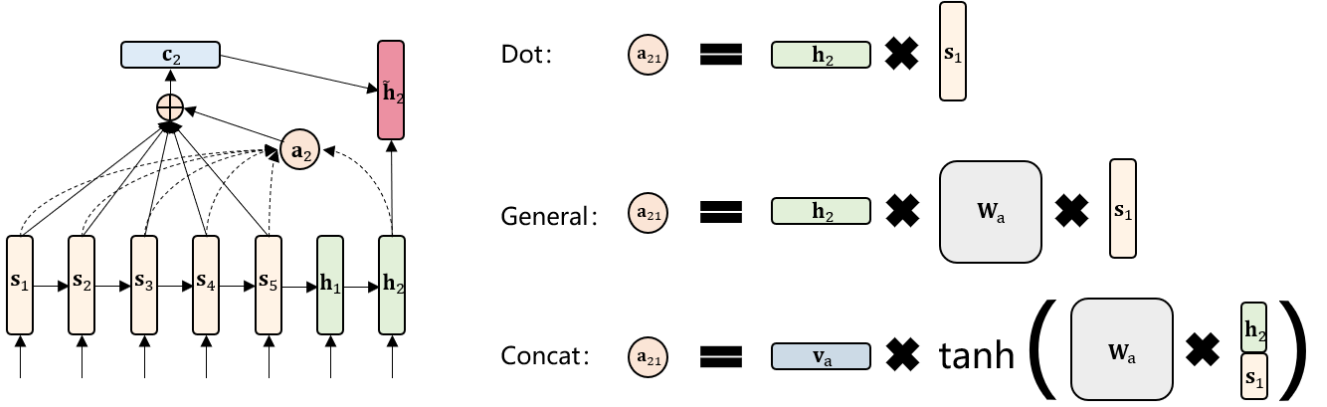 c₂
h̃₂
a₂
s₁ s₂ s₃ s₄ s₅ h₁ h₂
Dot： a₂₁ = h₂ ✖ s₁
General： a₂₁ = h₂ ✖ Wₐ ✖ s₁
Concat： a₂₁ = vₐ ✖ tanh ( Wₐ ✖ h₂ s₁ )